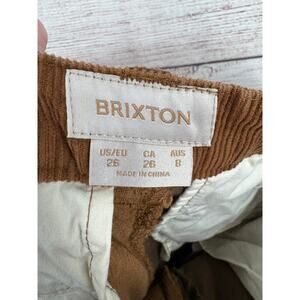 BRIXTON
US/EU CA AUS
26 26 8
MADE IN CHINA